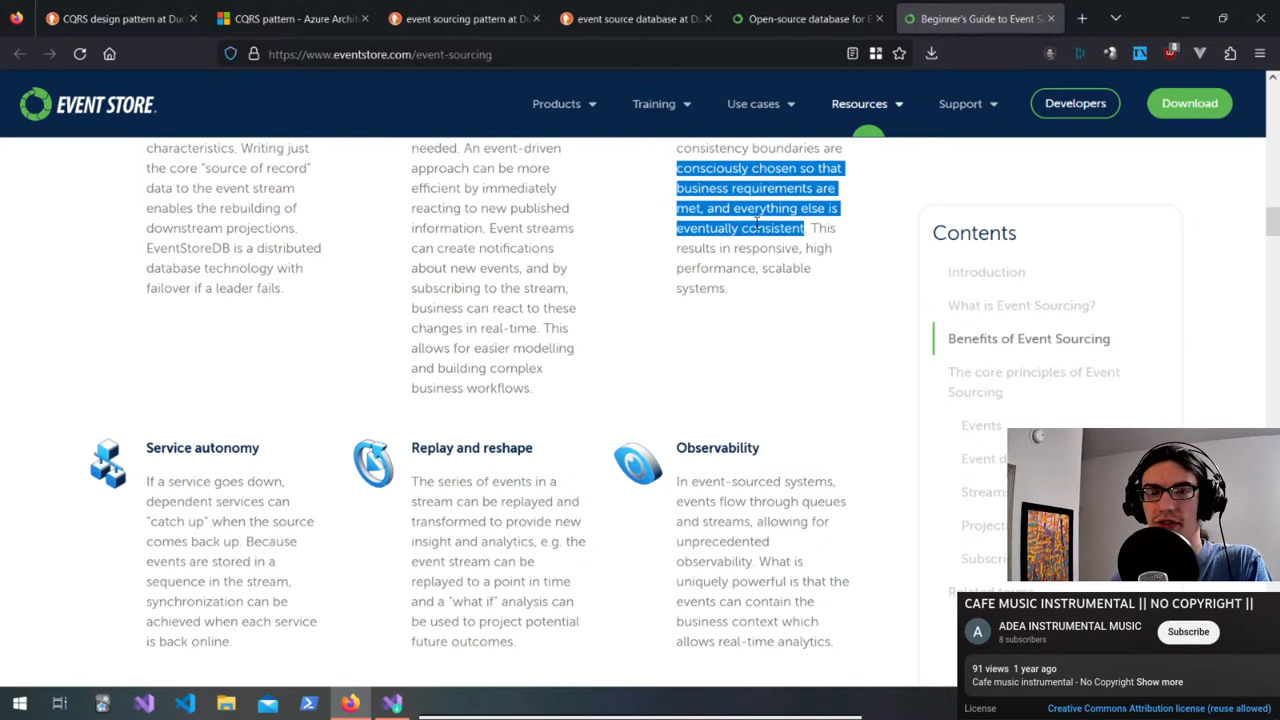 CQRS design pattern at Duc
CQRS pattern - Azure Archit
event sourcing pattern at Du
event source database at D
Open-source database for E
Beginner's Guide to Event S
https://www.eventstore.com/event-sourcing
8
EVENT STORE
Products
Training
Use cases
Resources
Support
Developers
Download
characteristics. Writing just
the core "source of record"
data to the event stream
enables the rebuilding of
downstream projections.
EventStoreDB is a distributed
database technology with
failover if a leader fails.
needed. An event-driven
approach can be more
efficient by immediately
reacting to new published
information. Event streams
can create notifications
about new events, and by
subscribing to the stream,
business can react to these
changes in real-time. This
allows for easier modelling
and building complex
business workflows.
consistency boundaries are
consciously chosen so that
business requirements are
met, and everything else is
eventually consistent. This
results in responsive, high
performance, scalable
systems.
Contents
Introduction
What is Event Sourcing?
Benefits of Event Sourcing
The core principles of Event
Sourcing
Events
Event d
Streams
Project
Subscri
Service autonomy
If a service goes down,
dependent services can
"catch up" when the source
comes back up. Because
events are stored in a
sequence in the stream,
synchronization can be
achieved when each service
is back online.
Replay and reshape
The series of events in a
stream can be replayed and
transformed to provide new
insight and analytics, e.g. the
event stream can be
replayed to a point in time
and a "what if" analysis can
be used to project potential
future outcomes.
Observability
In event-sourced systems,
events flow through queues
and streams, allowing for
unprecedented
observability. What is
uniquely powerful is that the
events can contain the
business context which
allows real-time analytics.
CAFE MUSIC INSTRUMENTAL || NO COPYRIGHT ||
A
ADEA INSTRUMENTAL MUSIC
8 subscribers
Subscribe
91 views 1 year ago
Cafe music instrumental - No Copyright Show more
License
Creative Commons Attribution license (reuse allowed)